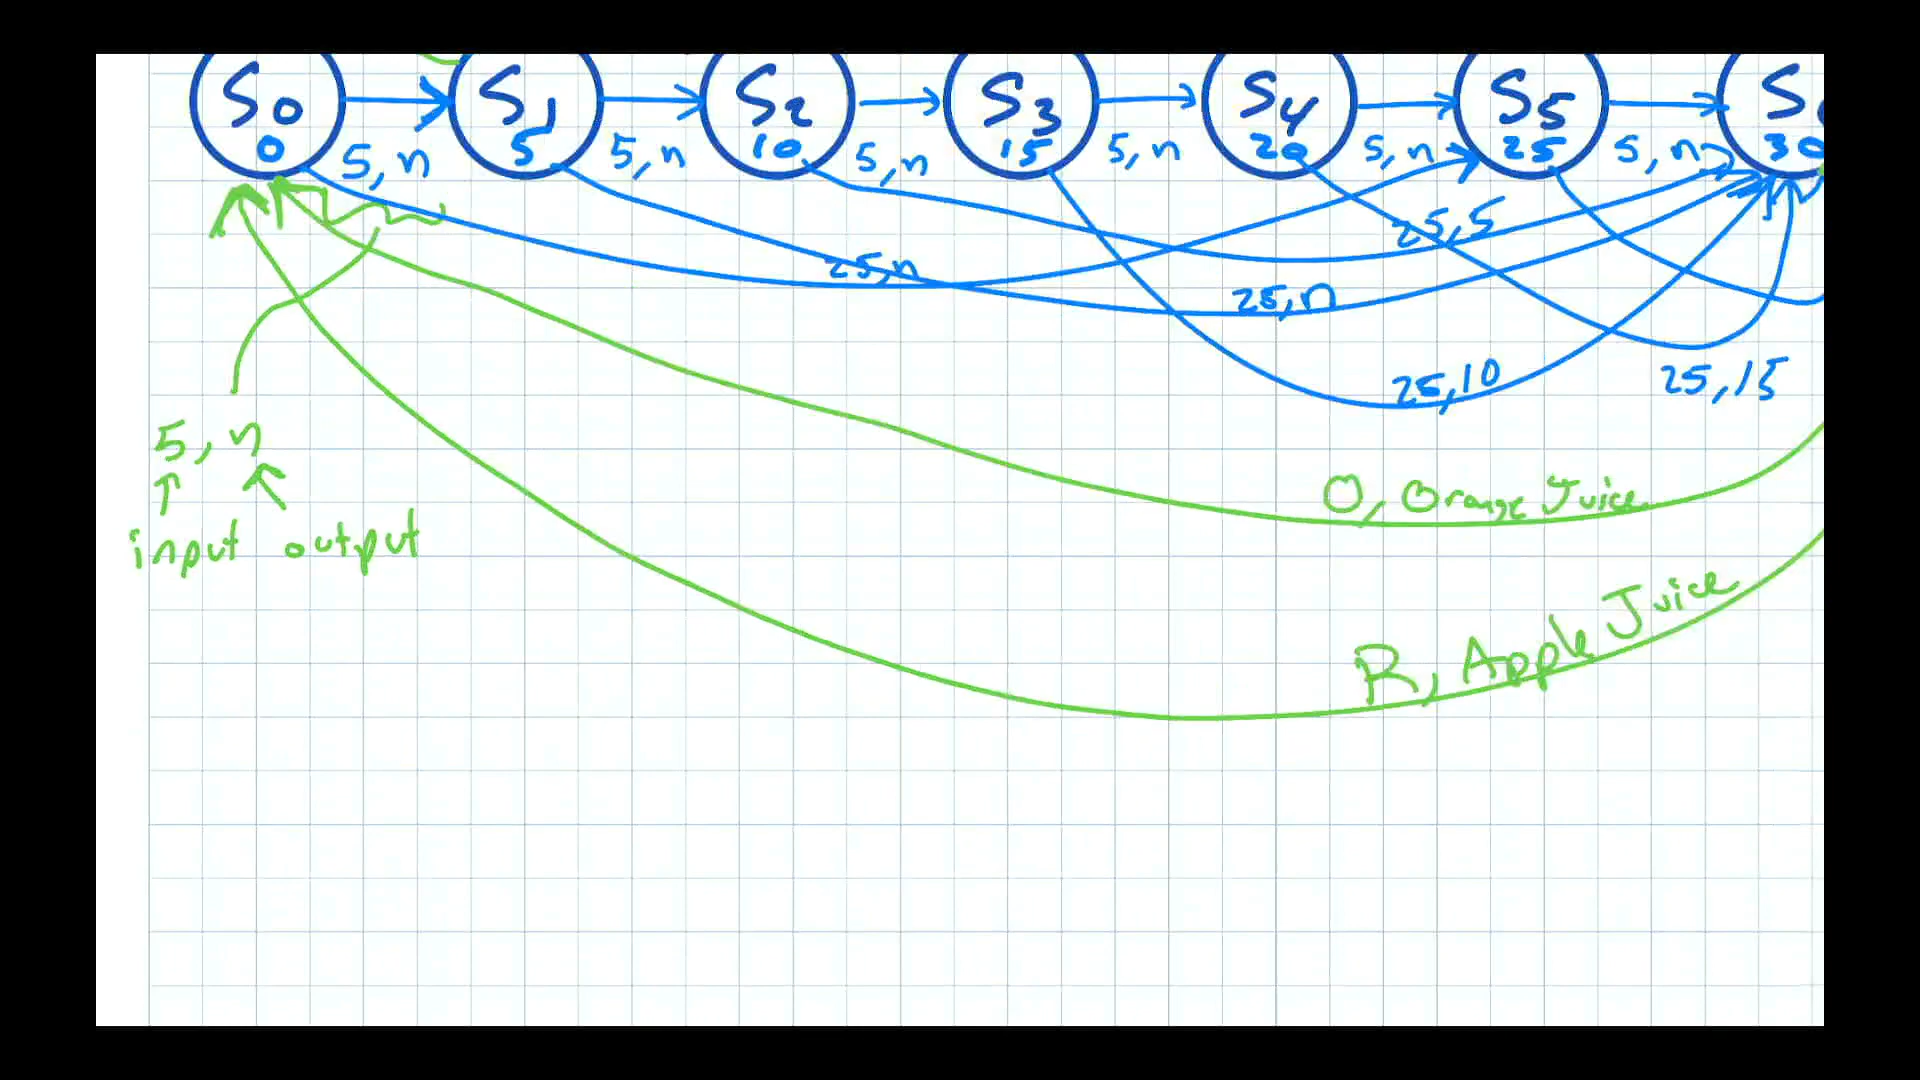 S0 S1 S2 S3 S4 S5 S
0 5 10 15 20 25 30
5,n 5,n 5,n 5,n 5,n 5,n
25,5
25,n
25,n
25,10 25,15
5, n
O, Orange Juice
input output
R, Apple Juice